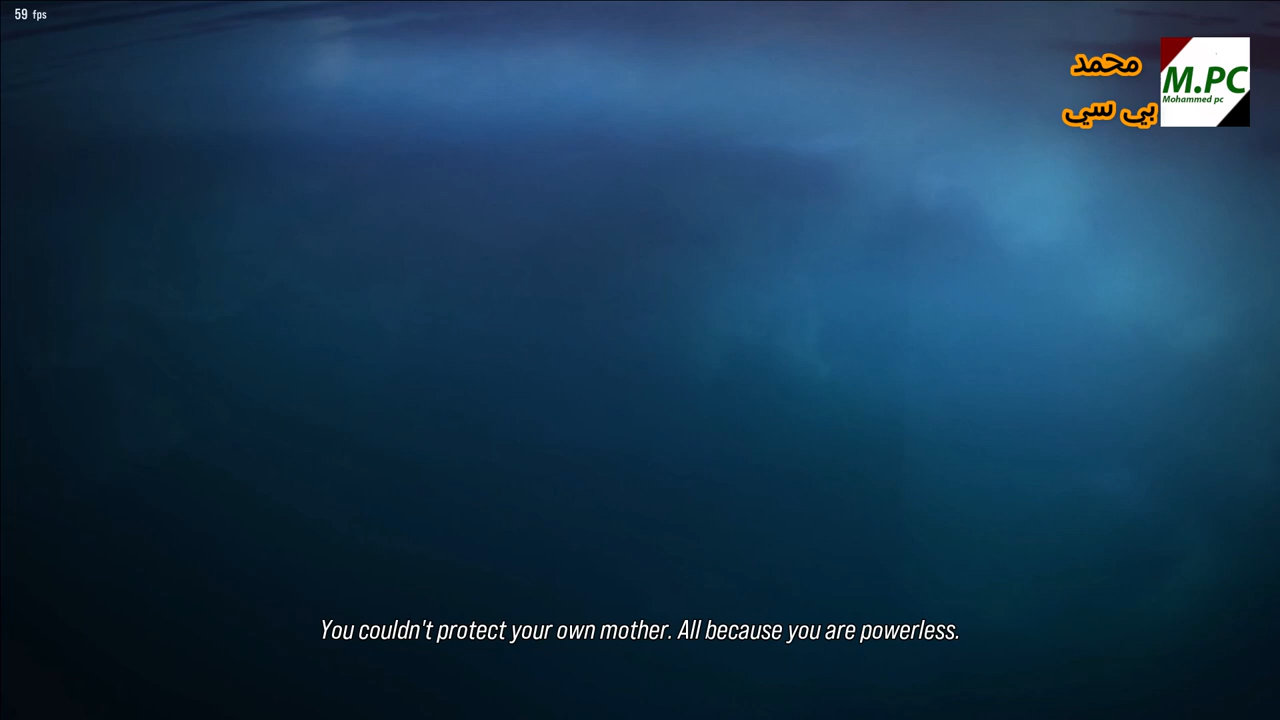 59 fps
محمد
بي سي
M.PC
Mohammed pc
You couldn't protect your own mother. All because you are powerless.